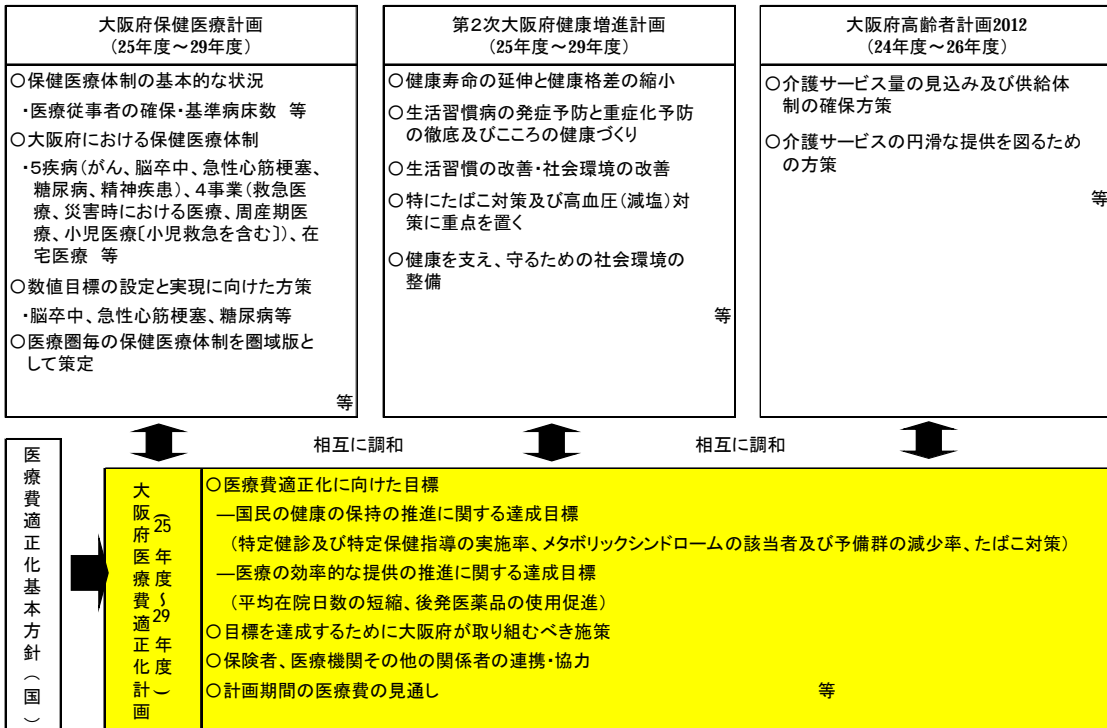 大阪府保健医療計画
(25年度～29年度)
○保健医療体制の基本的な状況
・医療従事者の確保・基準病床数 等
○大阪府における保健医療体制
・5疾病(がん、脳卒中、急性心筋梗塞、
糖尿病、精神疾患)、4事業(救急医
療、災害時における医療、周産期医
療、小児医療〔小児救急を含む〕)、在
宅医療 等
○数値目標の設定と実現に向けた方策
・脳卒中、急性心筋梗塞、糖尿病等
○医療圏毎の保健医療体制を圏域版と
して策定
等
第2次大阪府健康増進計画
(25年度～29年度)
○健康寿命の延伸と健康格差の縮小
○生活習慣病の発症予防と重症化予防
の徹底及びこころの健康づくり
○生活習慣の改善・社会環境の改善
○特にたばこ対策及び高血圧(減塩)対
策に重点を置く
○健康を支え、守るための社会環境の
整備
等
大阪府高齢者計画2012
(24年度～26年度)
○介護サービス量の見込み及び供給体
制の確保方策
○介護サービスの円滑な提供を図るため
の方策
等
相互に調和
相互に調和
医療費適正化基本方針(国)
大阪府医療費適正化計画
(25年度～29年度)
○医療費適正化に向けた目標
―国民の健康の保持の推進に関する達成目標
(特定健診及び特定保健指導の実施率、メタボリックシンドロームの該当者及び予備群の減少率、たばこ対策)
―医療の効率的な提供の推進に関する達成目標
(平均在院日数の短縮、後発医薬品の使用促進)
○目標を達成するために大阪府が取り組むべき施策
○保険者、医療機関その他の関係者の連携・協力
○計画期間の医療費の見通し 等